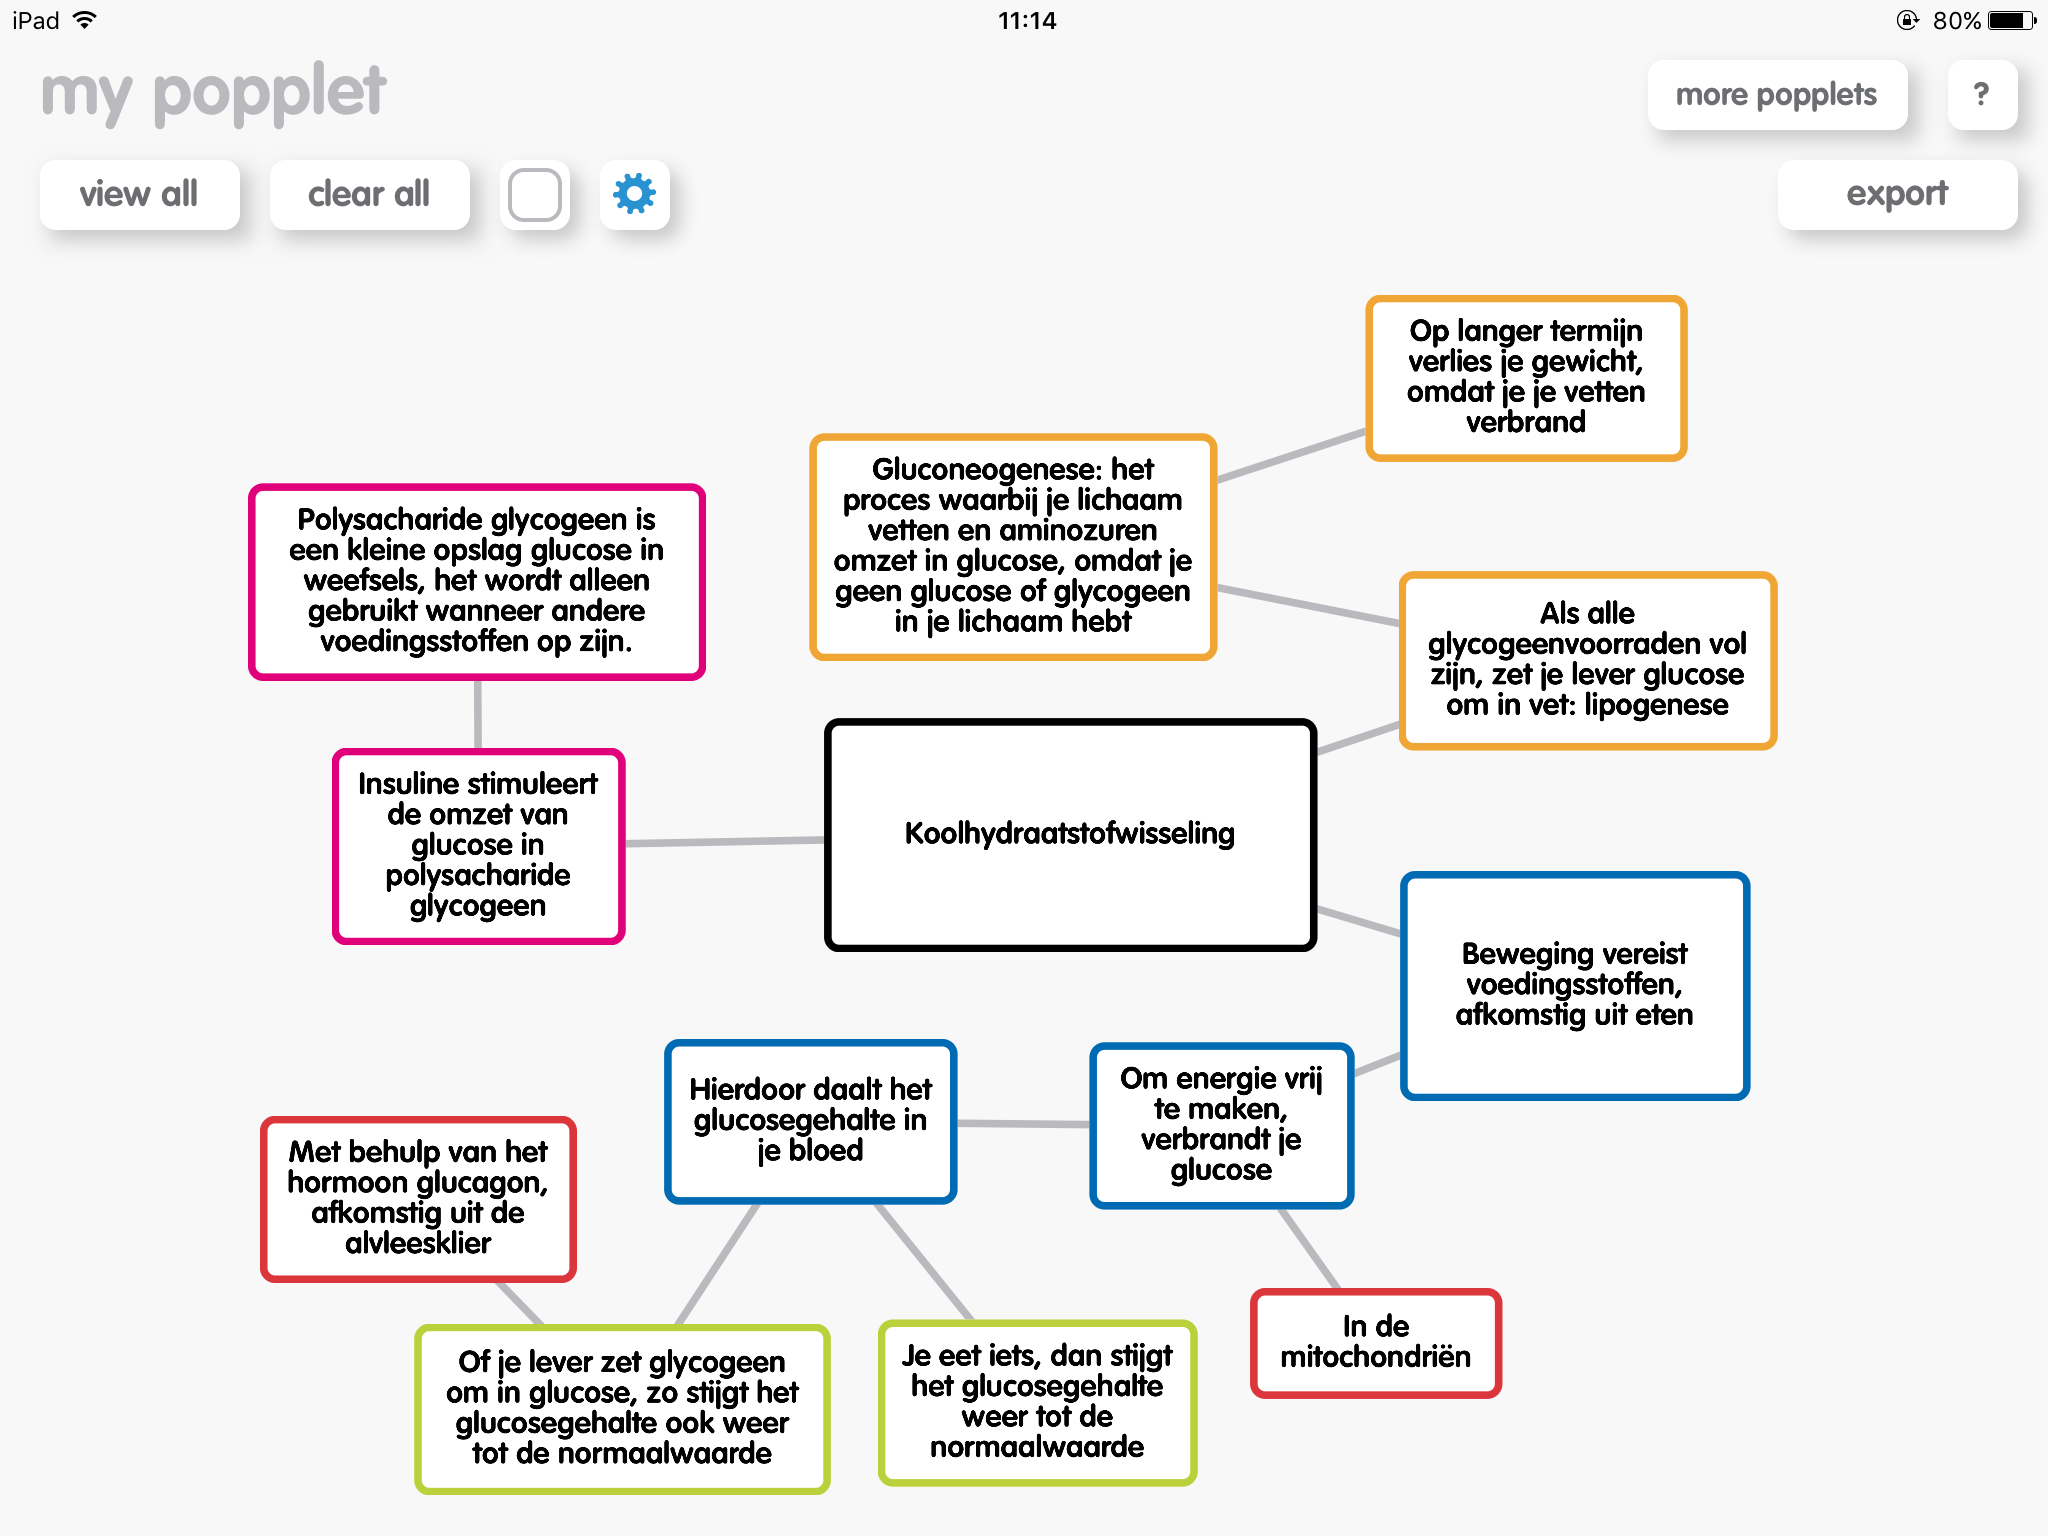 iPad
11:14
80%
my popplet
more popplets
?
view all
clear all
export
Op langer termijn
verlies je gewicht,
omdat je je vetten
verbrand
Gluconeogenese: het
proces waarbij je lichaam
vetten en aminozuren
omzet in glucose, omdat je
geen glucose of glycogeen
in je lichaam hebt
Polysacharide glycogeen is
een kleine opslag glucose in
weefsels, het wordt alleen
gebruikt wanneer andere
voedingsstoffen op zijn.
Als alle
glycogeenvoorraden vol
zijn, zet je lever glucose
om in vet: lipogenese
Insuline stimuleert
de omzet van
glucose in
polysacharide
glycogeen
Koolhydraatstofwisseling
Beweging vereist
voedingsstoffen,
afkomstig uit eten
Hierdoor daalt het
glucosegehalte in
je bloed
Om energie vrij
te maken,
verbrandt je
glucose
Met behulp van het
hormoon glucagon,
afkomstig uit de
alvleesklier
In de
mitochondriën
Of je lever zet glycogeen
om in glucose, zo stijgt het
glucosegehalte ook weer
tot de normaalwaarde
Je eet iets, dan stijgt
het glucosegehalte
weer tot de
normaalwaarde